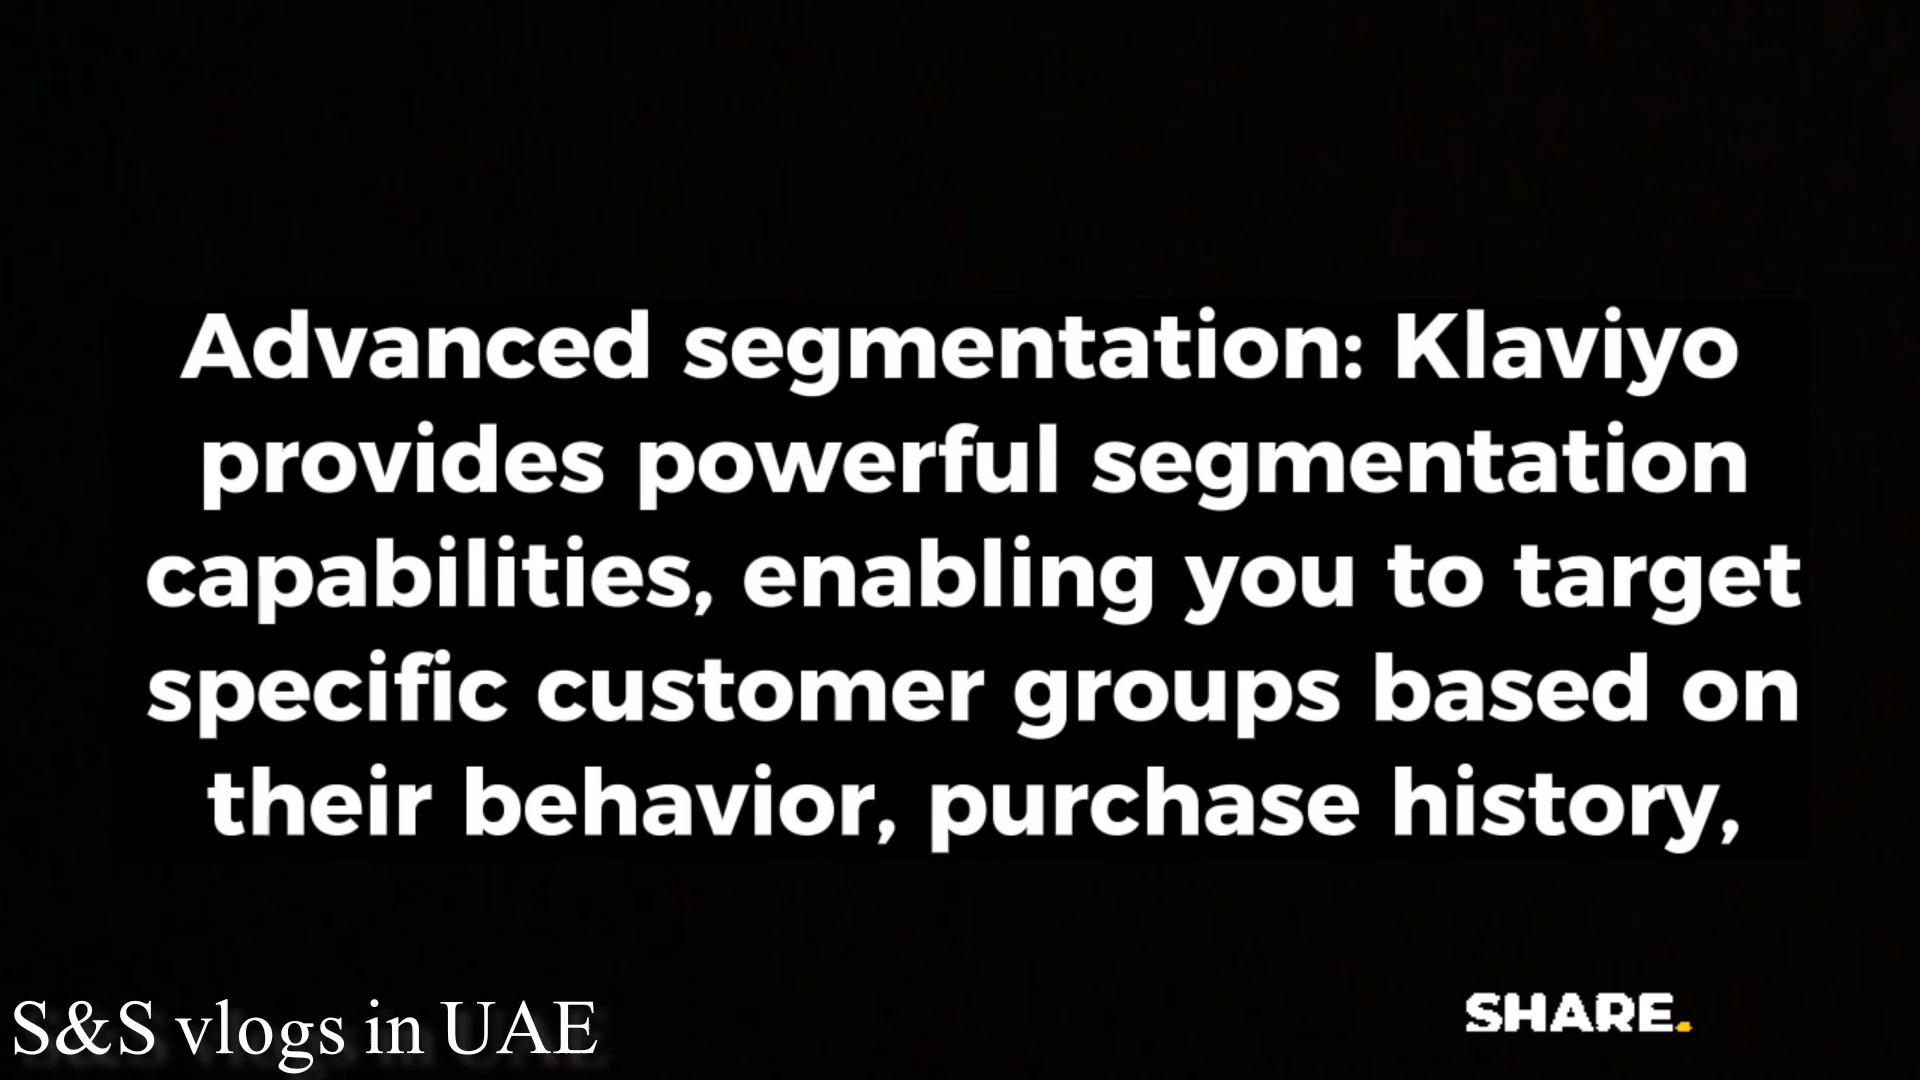 Advanced segmentation: Klaviyo
provides powerful segmentation
capabilities, enabling you to target
specific customer groups based on
their behavior, purchase history,
S&S vlogs in UAE
SHARE.